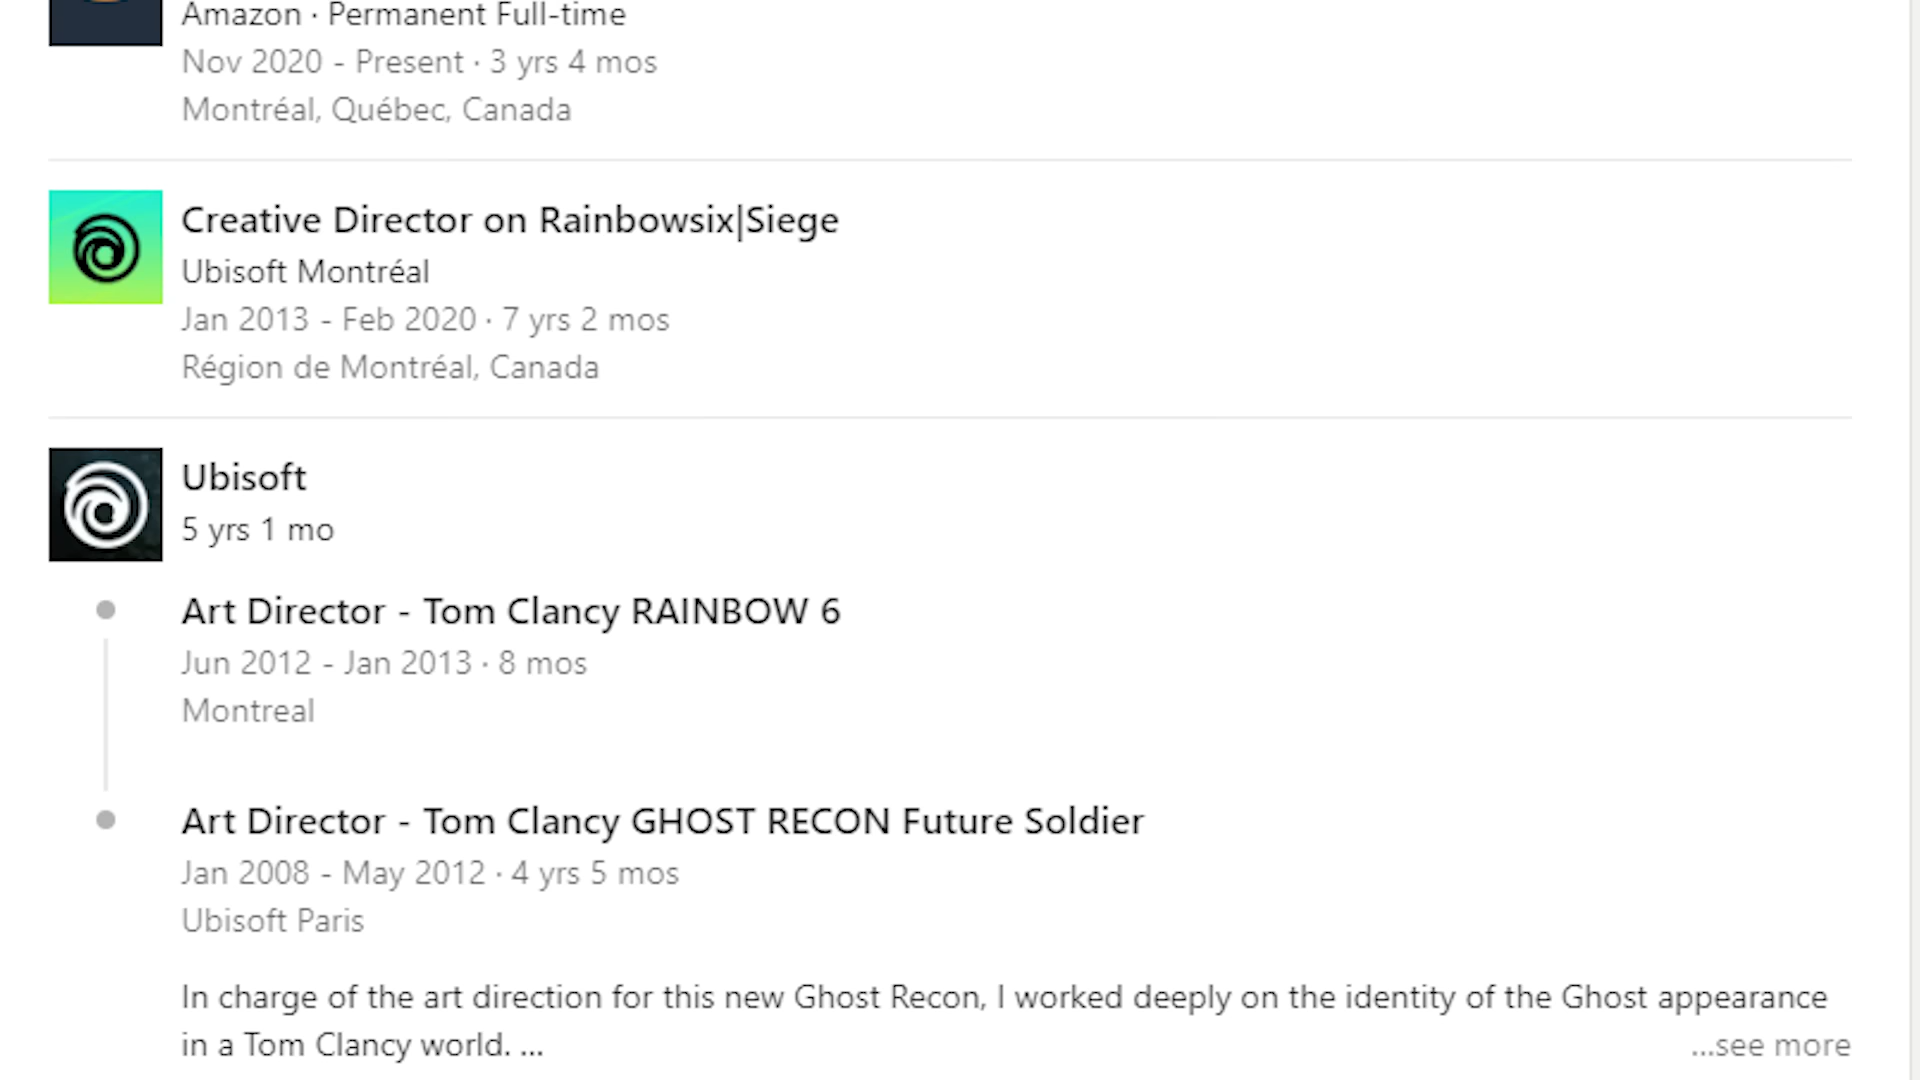 Amazon · Permanent Full-time
Nov 2020 - Present · 3 yrs 4 mos
Montréal, Québec, Canada
Creative Director on Rainbowsix|Siege
Ubisoft Montréal
Jan 2013 - Feb 2020 · 7 yrs 2 mos
Région de Montréal, Canada
Ubisoft
5 yrs 1 mo
Art Director - Tom Clancy RAINBOW 6
Jun 2012 - Jan 2013 · 8 mos
Montreal
Art Director - Tom Clancy GHOST RECON Future Soldier
Jan 2008 - May 2012 · 4 yrs 5 mos
Ubisoft Paris
In charge of the art direction for this new Ghost Recon, I worked deeply on the identity of the Ghost appearance
in a Tom Clancy world. ... ...see more